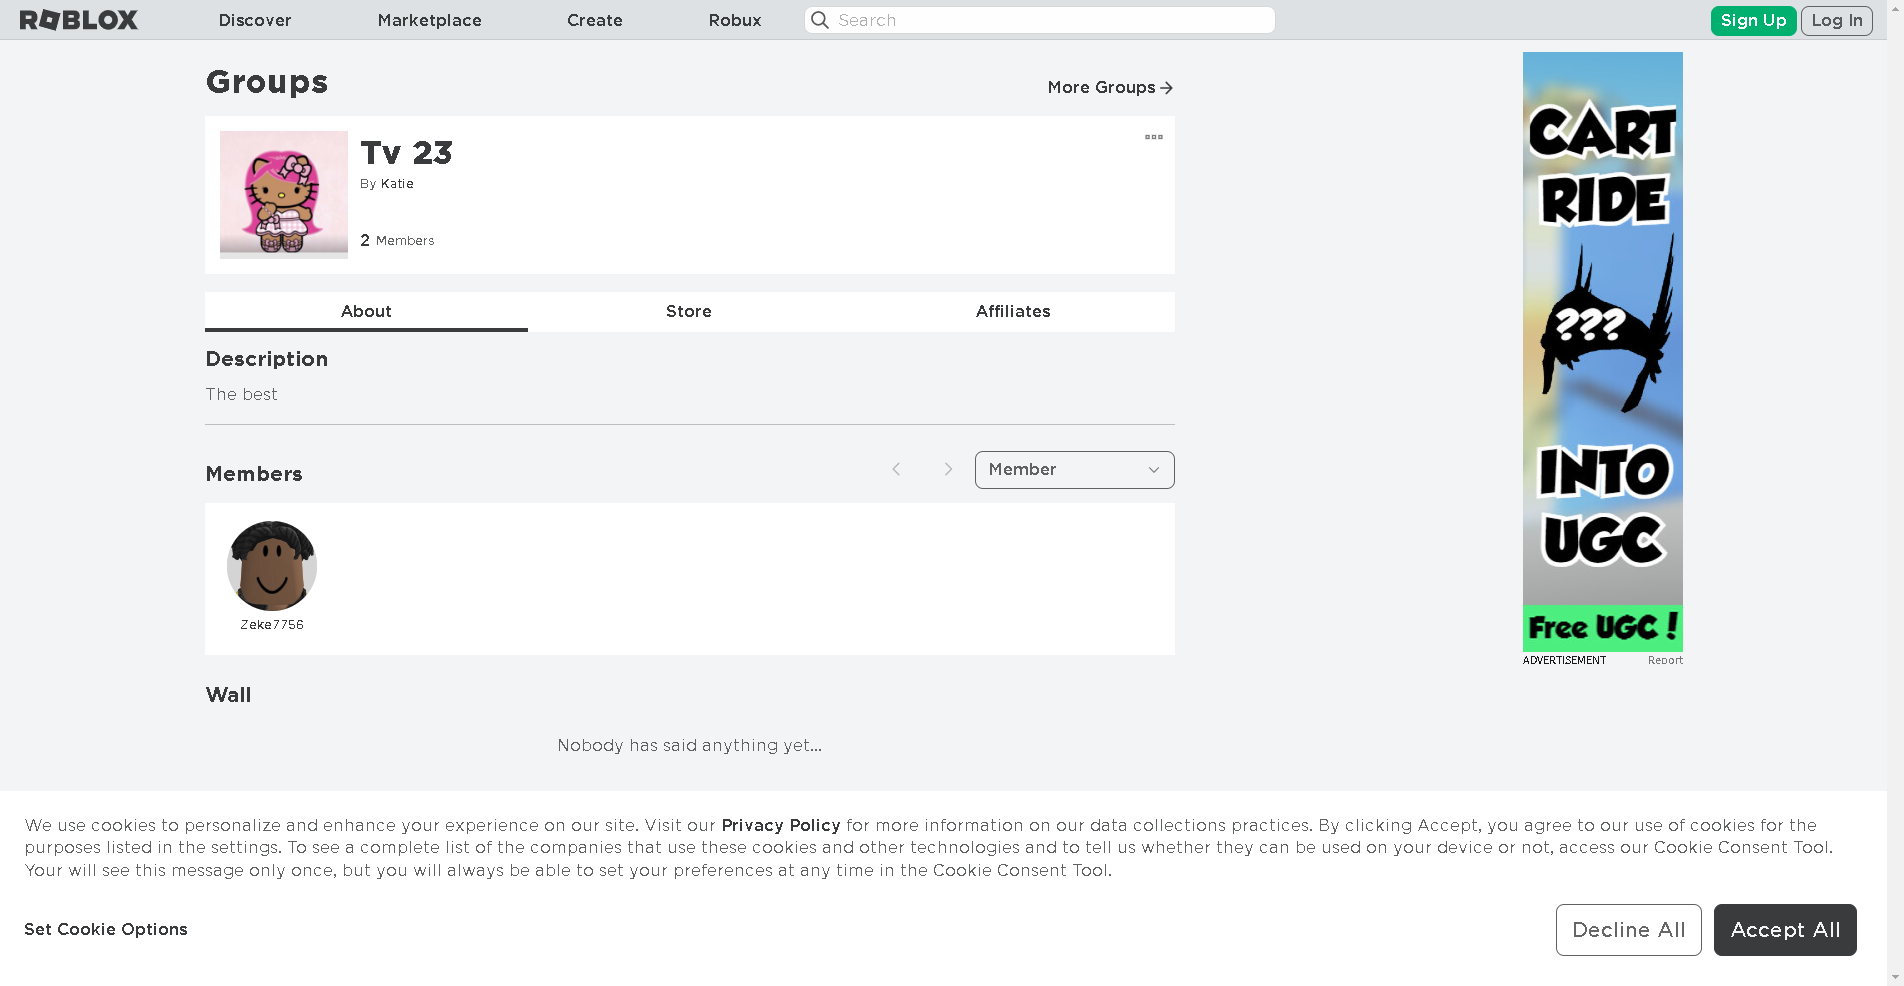 ROBLOX Discover Marketplace Create Robux Search Sign Up Log In
Groups
More Groups
Tv 23
By Katie
2 Members
About Store Affiliates
Description
The best
Members
Member
Zeke7756
Wall
Nobody has said anything yet...
CART
RIDE
???
INTO
UGC
Free UGC !
ADVERTISEMENT Report
We use cookies to personalize and enhance your experience on our site. Visit our Privacy Policy for more information on our data collections practices. By clicking Accept, you agree to our use of cookies for the
purposes listed in the settings. To see a complete list of the companies that use these cookies and other technologies and to tell us whether they can be used on your device or not, access our Cookie Consent Tool.
Your will see this message only once, but you will always be able to set your preferences at any time in the Cookie Consent Tool.
Set Cookie Options
Decline All
Accept All